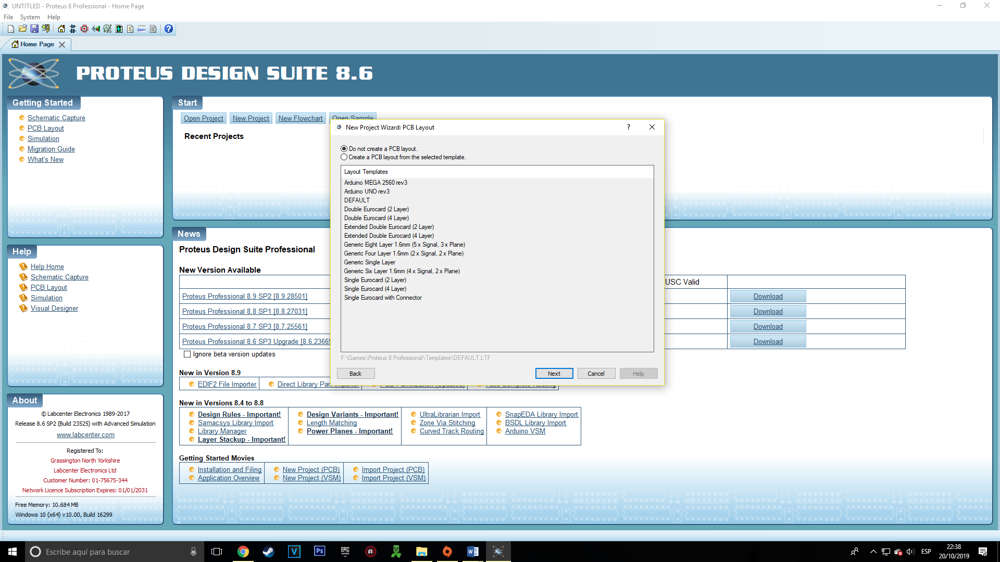 UNTITLED - Proteus 8 Professional - Home Page
File System Help
Home Page
PROTEUS DESIGN SUITE 8.6
Getting Started
Schematic Capture
PCB Layout
Simulation
Migration Guide
What's New
Help
Help Home
Schematic Capture
PCB Layout
Simulation
Visual Designer
About
© Labcenter Electronics 1989-2017
Release 8.6 SP2 (Build 23525) with Advanced Simulation
www.labcenter.com
Registered To:
Grassington North Yorkshire
Labcenter Electronics Ltd
Customer Number: 01-75675-344
Network Licence Subscription Expires: 01/01/2031
Free Memory: 10.684 MB
Windows 10 (x64) v10.00, Build 16299
Start
Open Project New Project New Flowchart Open Sample
Recent Projects
News
Proteus Design Suite Professional
New Version Available
USC Valid
Proteus Professional 8.9 SP2 [8.9.28501] Download
Proteus Professional 8.8 SP1 [8.8.27031] Download
Proteus Professional 8.7 SP3 [8.7.25561] Download
Proteus Professional 8.6 SP3 Upgrade [8.6.23669 Download
Ignore beta version updates
New in Version 8.9
EDIF2 File Importer Direct Library Part Importer PCB Panelization (Updated) Auto Complete Routing
New in Versions 8.4 to 8.8
Design Rules - Important! Design Variants - Important! UltraLibrarian Import SnapEDA Library Import
Samacsys Library Import Length Matching Zone Via Stitching BSDL Library Import
Library Manager Power Planes - Important! Curved Track Routing Arduino VSM
Layer Stackup - Important!
Getting Started Movies
Installation and Filing New Project (PCB) Import Project (PCB)
Application Overview New Project (VSM) Import Project (VSM)
New Project Wizard: PCB Layout
?
Do not create a PCB layout.
Create a PCB layout from the selected template.
Layout Templates
Arduino MEGA 2560 rev3
Arduino UNO rev3
DEFAULT
Double Eurocard (2 Layer)
Double Eurocard (4 Layer)
Extended Double Eurocard (2 Layer)
Extended Double Eurocard (4 Layer)
Generic Eight Layer 1.6mm (5 x Signal, 3 x Plane)
Generic Four Layer 1.6mm (2 x Signal, 2 x Plane)
Generic Single Layer
Generic Six Layer 1.6mm (4 x Signal, 2 x Plane)
Single Eurocard (2 Layer)
Single Eurocard (4 Layer)
Single Eurocard with Connector
F:\Games\Proteus 8 Professional\Templates\DEFAULT.LTF
Back Next Cancel Help
Escribe aquí para buscar
V
Ps
EPIC GAMES
ESP
22:38
20/10/2019